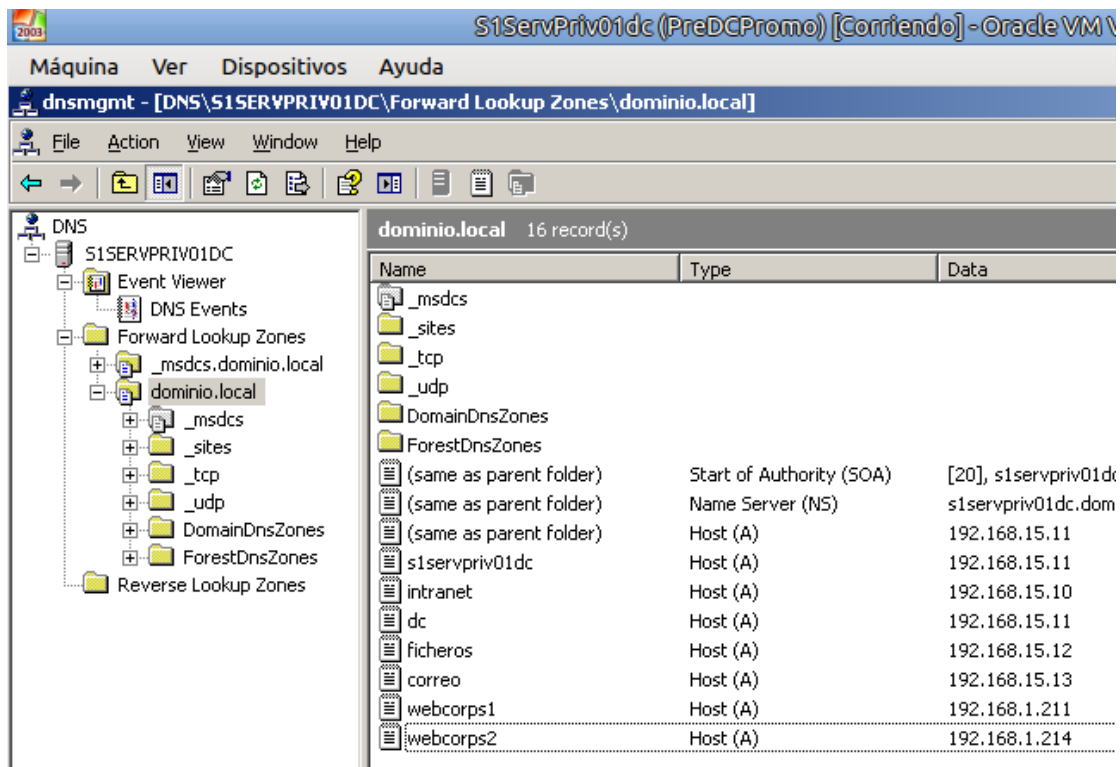 2003
S1ServPriv01dc (PreDCPromo) [Corriendo] - Oracle VM V
Máquina Ver Dispositivos Ayuda
dnsmgmt - [DNS\S1SERVPRIV01DC\Forward Lookup Zones\dominio.local]
File Action View Window Help
DNS
S1SERVPRIV01DC
Event Viewer
DNS Events
Forward Lookup Zones
_msdcs.dominio.local
dominio.local
_msdcs
_sites
_tcp
_udp
DomainDnsZones
ForestDnsZones
Reverse Lookup Zones
dominio.local 16 record(s)
Name Type Data
_msdcs
_sites
_tcp
_udp
DomainDnsZones
ForestDnsZones
(same as parent folder) Start of Authority (SOA) [20], s1servpriv01dc
(same as parent folder) Name Server (NS) s1servpriv01dc.dom
(same as parent folder) Host (A) 192.168.15.11
s1servpriv01dc Host (A) 192.168.15.11
intranet Host (A) 192.168.15.10
dc Host (A) 192.168.15.11
ficheros Host (A) 192.168.15.12
correo Host (A) 192.168.15.13
webcorps1 Host (A) 192.168.1.211
webcorps2 Host (A) 192.168.1.214